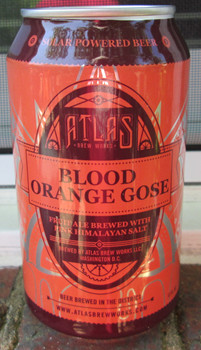 SOLAR POWERED BEER
ATLAS
BREW WORKS
BLOOD
ORANGE GOSE
ALE BREWED WITH
PINK HIMALAYAN SALT
BREWED BY ATLAS BREW WORKS
WASHINGTON D.C.
BEER BREWED IN THE DISTRICT
WWW.ATLASBREWWORKS.COM